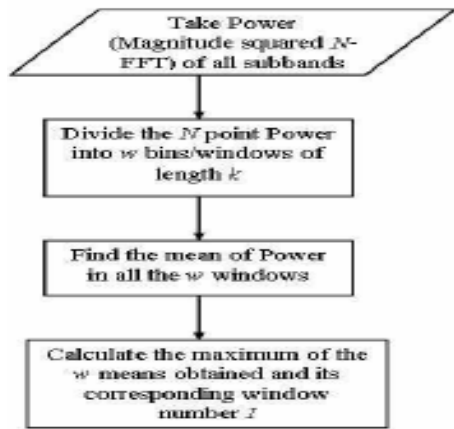 Take Power
(Magnitude squared N-
FFT) of all subbands
Divide the N point Power
into w bins/windows of
length k
Find the mean of Power
in all the w windows
Calculate the maximum of the
w means obtained and its
corresponding window
number I